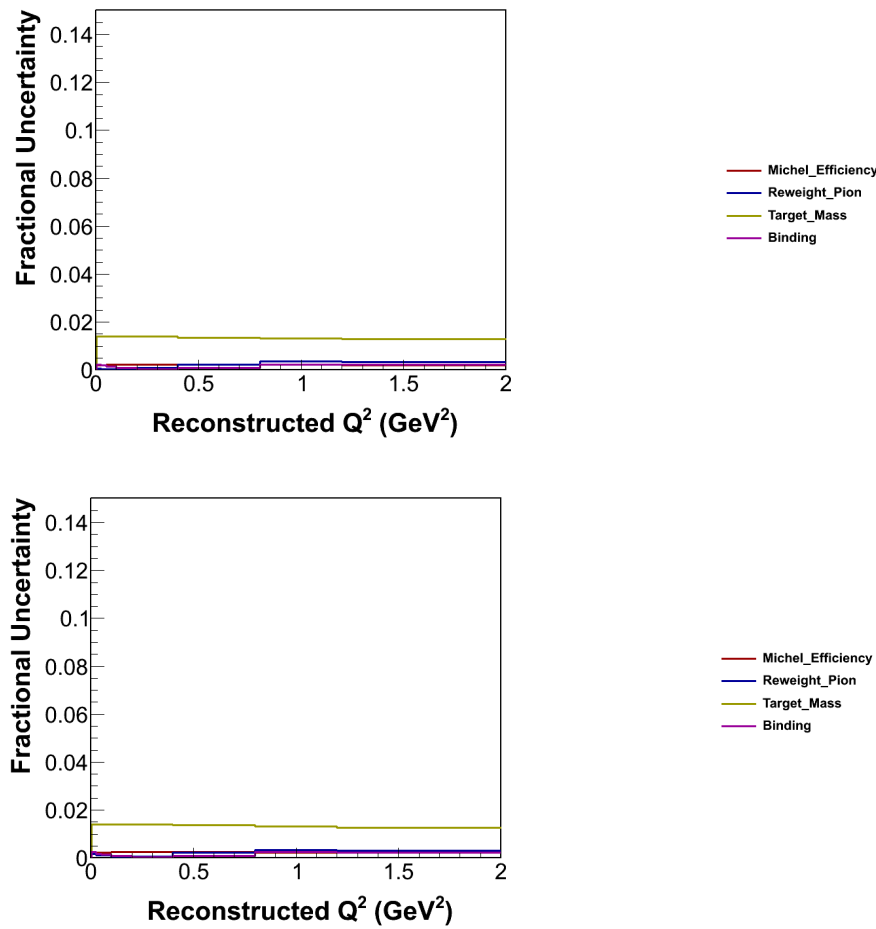 Fractional Uncertainty
0.14
0.12
0.1
0.08
0.06
0.04
0.02
0
0 0.5 1 1.5 2
Reconstructed Q² (GeV²)
Michel_Efficiency
Reweight_Pion
Target_Mass
Binding
Fractional Uncertainty
0.14
0.12
0.1
0.08
0.06
0.04
0.02
0
0 0.5 1 1.5 2
Reconstructed Q² (GeV²)
Michel_Efficiency
Reweight_Pion
Target_Mass
Binding